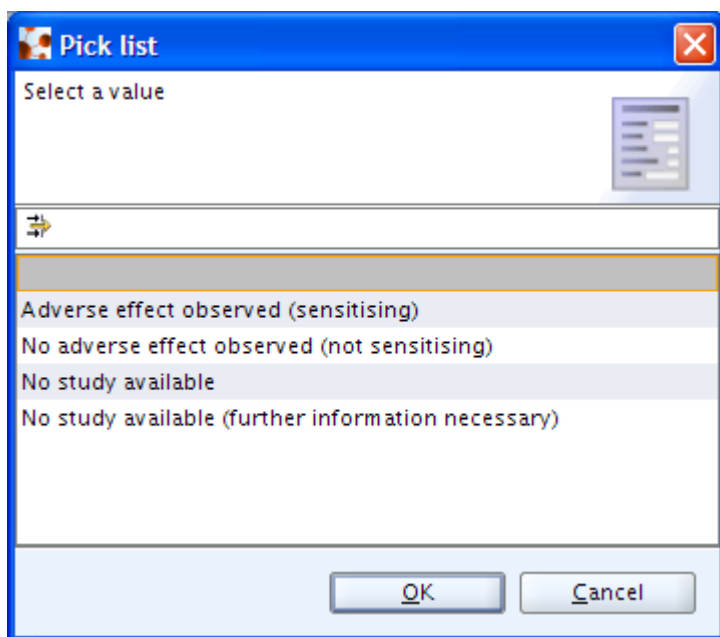 Pick list
Select a value
Adverse effect observed (sensitising)
No adverse effect observed (not sensitising)
No study available
No study available (further information necessary)
OK Cancel